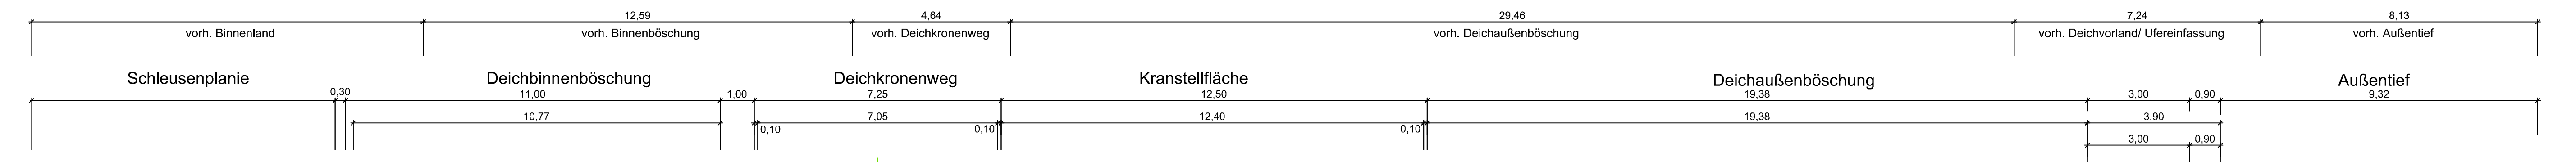 12,59 4,64 29,46 7,24 8,13
vorh. Binnenland vorh. Binnenböschung vorh. Deichkronenweg vorh. Deichaußenböschung vorh. Deichvorland/ Ufereinfassung vorh. Außentief
Schleusenplanie Deichbinnenböschung Deichkronenweg Kranstellfläche Deichaußenböschung Außentief
0,30 11,00 1,00 7,25 12,50 19,38 3,00 0,90 9,32
10,77 7,05 12,40 19,38 3,90
0,10 0,10 0,10
3,00 0,90